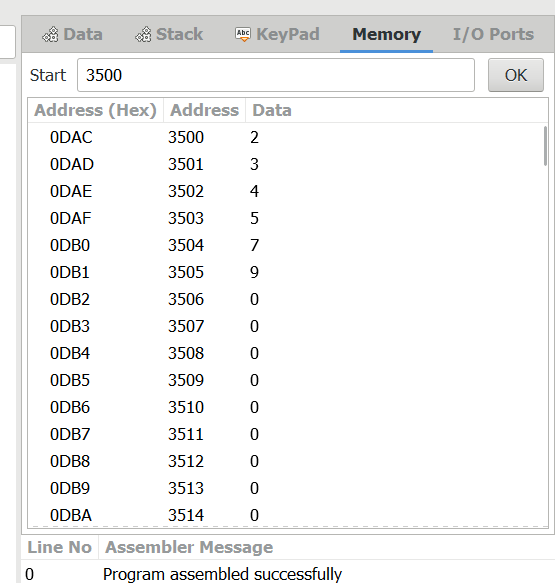 Data Stack Abc KeyPad Memory I/O Ports
Start 3500 OK
Address (Hex) Address Data
0DAC 3500 2
0DAD 3501 3
0DAE 3502 4
0DAF 3503 5
0DB0 3504 7
0DB1 3505 9
0DB2 3506 0
0DB3 3507 0
0DB4 3508 0
0DB5 3509 0
0DB6 3510 0
0DB7 3511 0
0DB8 3512 0
0DB9 3513 0
0DBA 3514 0
Line No Assembler Message
0 Program assembled successfully